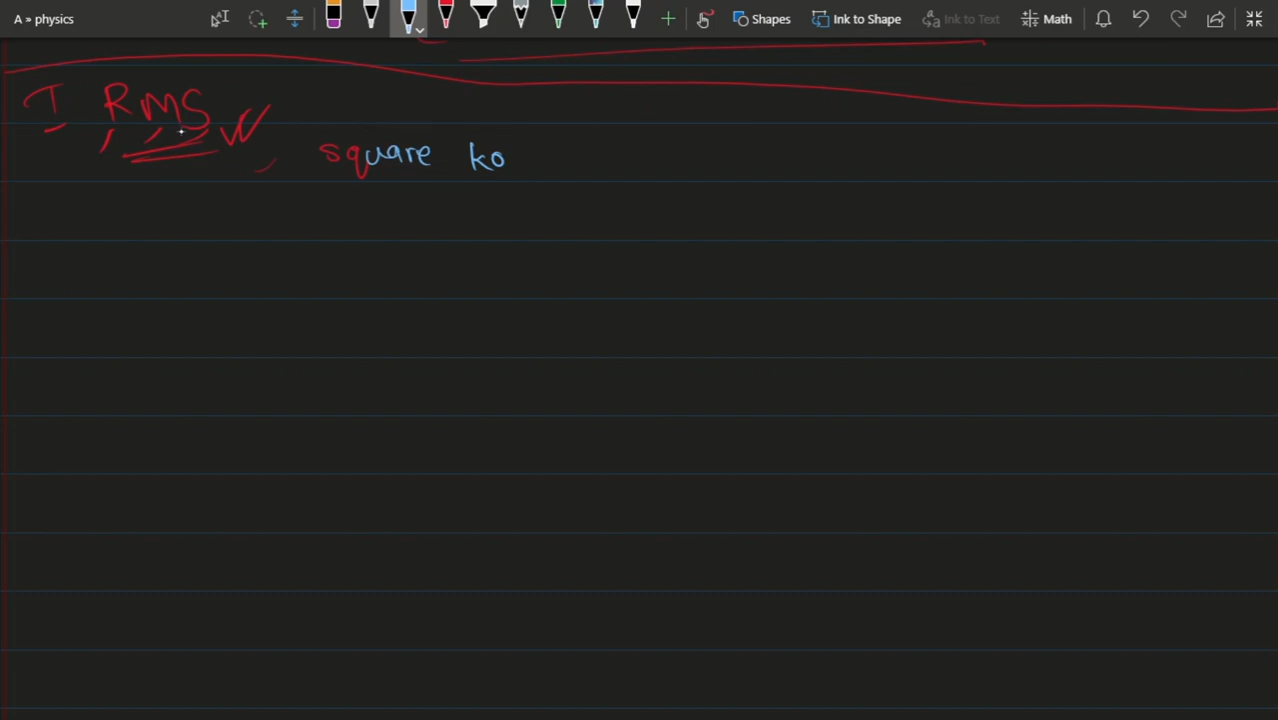 A » physics
Shapes
Ink to Shape
Ink to Text
Math
I RMS
square ko